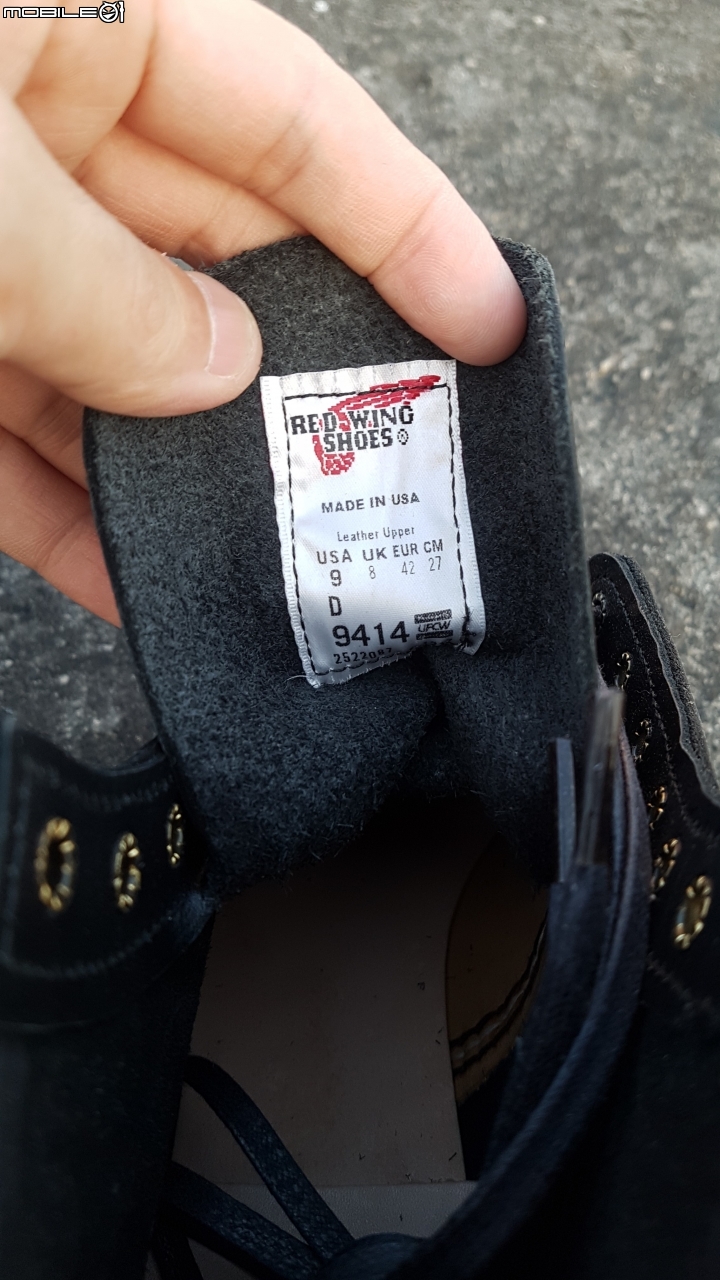 MOBILE01
RED WING
SHOES®
MADE IN USA
Leather Upper
USA UK EUR CM
9 8 42 27
D
9414 UFCW